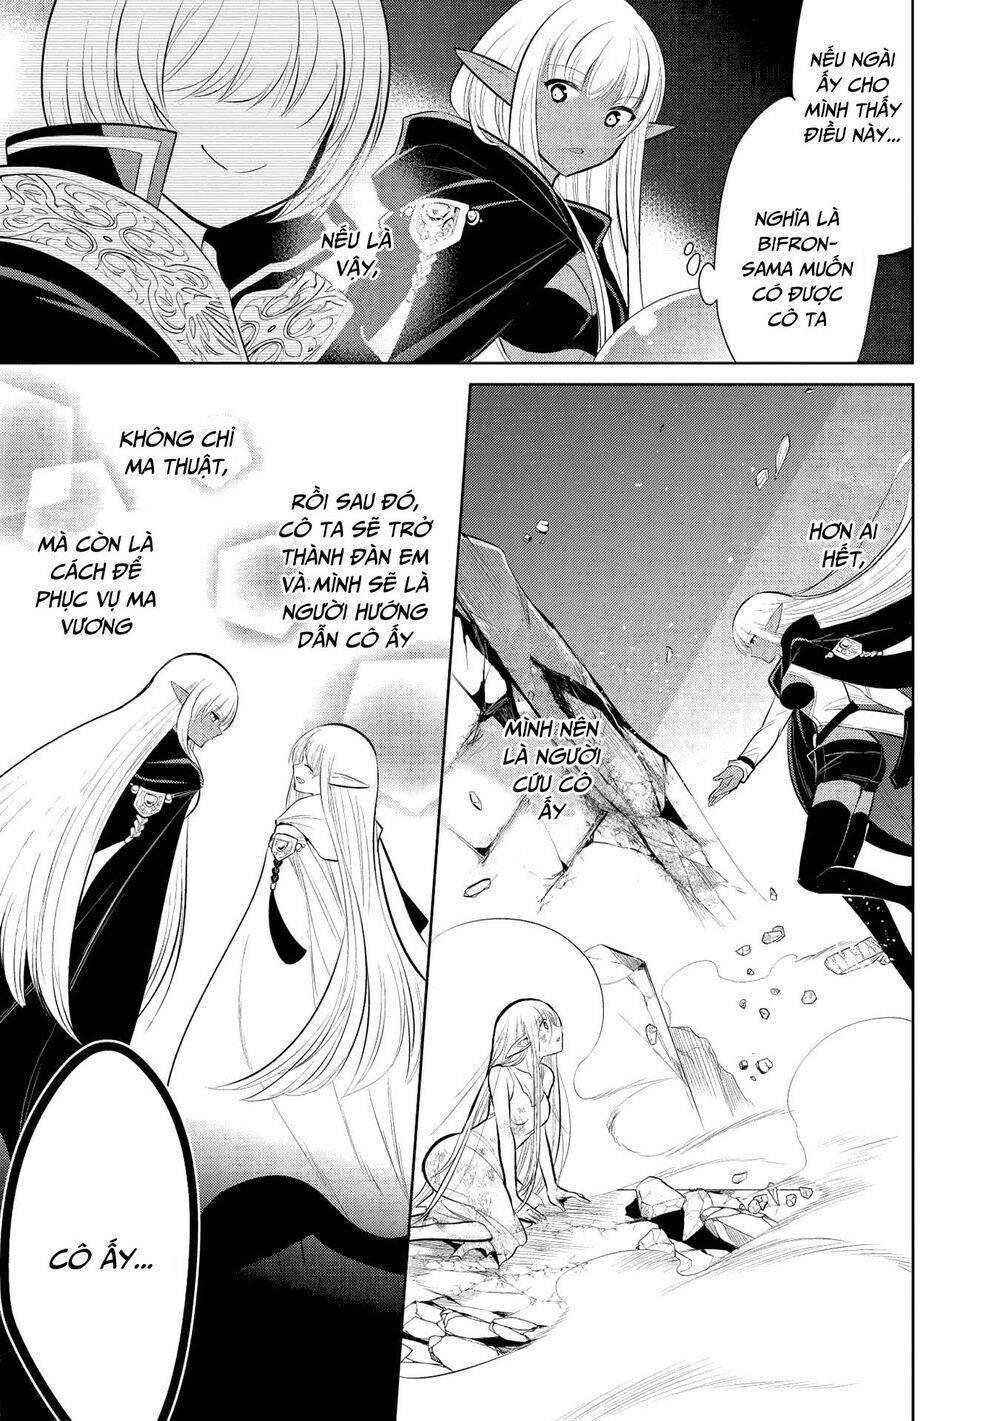 NẾU NGÀI
ẤY CHO
MÌNH THẤY
ĐIỀU NÀY...
NGHĨA LÀ
BIFRON-
SAMA MUỐN
CÓ ĐƯỢC
CÔ TA
NẾU LÀ
VẬY,
HƠN AI
HẾT,
MÌNH NÊN
LÀ NGƯỜI
CỨU CÔ
ẤY
RỒI SAU ĐÓ,
CÔ TA SẼ TRỞ
THÀNH ĐÀN EM
VÀ MÌNH SẼ LÀ
NGƯỜI HƯỚNG
DẪN CÔ ẤY
KHÔNG CHỈ
MA THUẬT,
MÀ CÒN LÀ
CÁCH ĐỂ
PHỤC VỤ MA
VƯƠNG
CÔ ẤY...